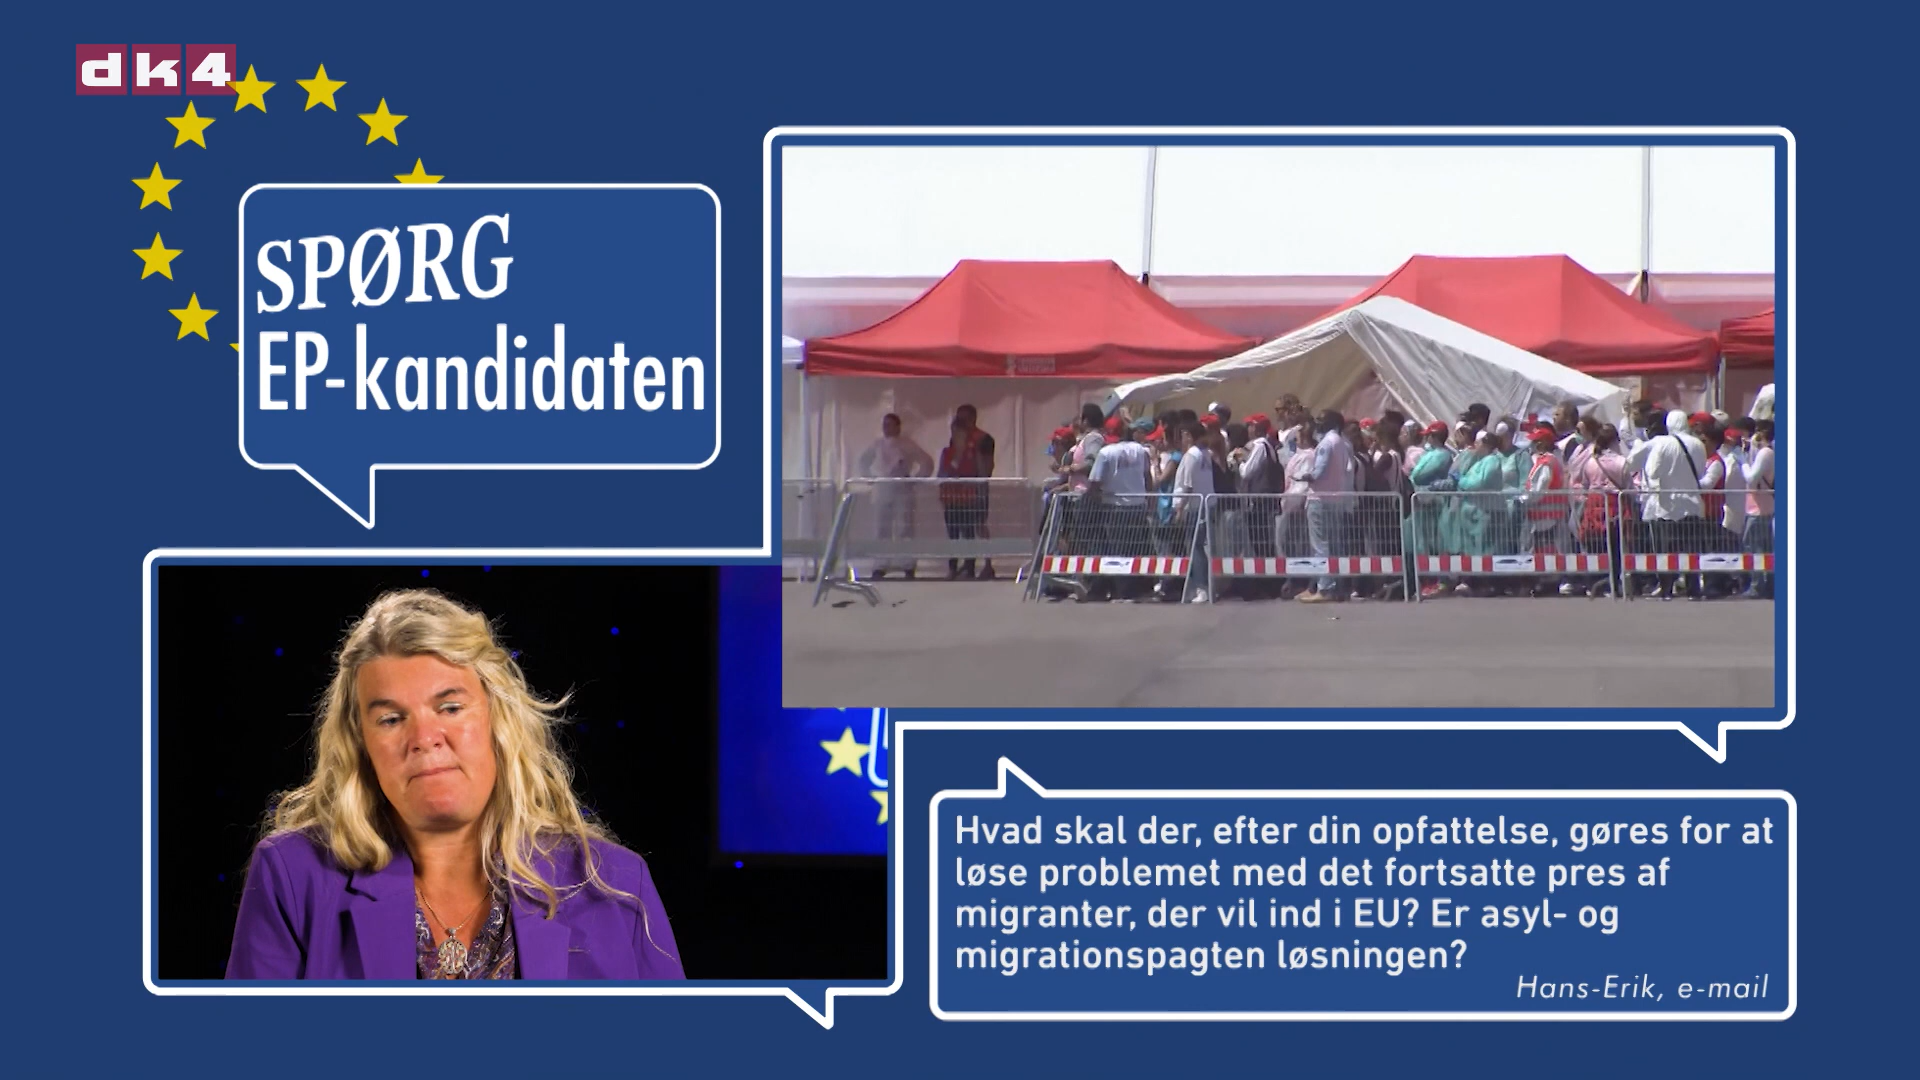 dk4
SPØRG
EP-kandidaten
Hvad skal der, efter din opfattelse, gøres for at
løse problemet med det fortsatte pres af
migranter, der vil ind i EU? Er asyl- og
migrationspagten løsningen?
Hans-Erik, e-mail